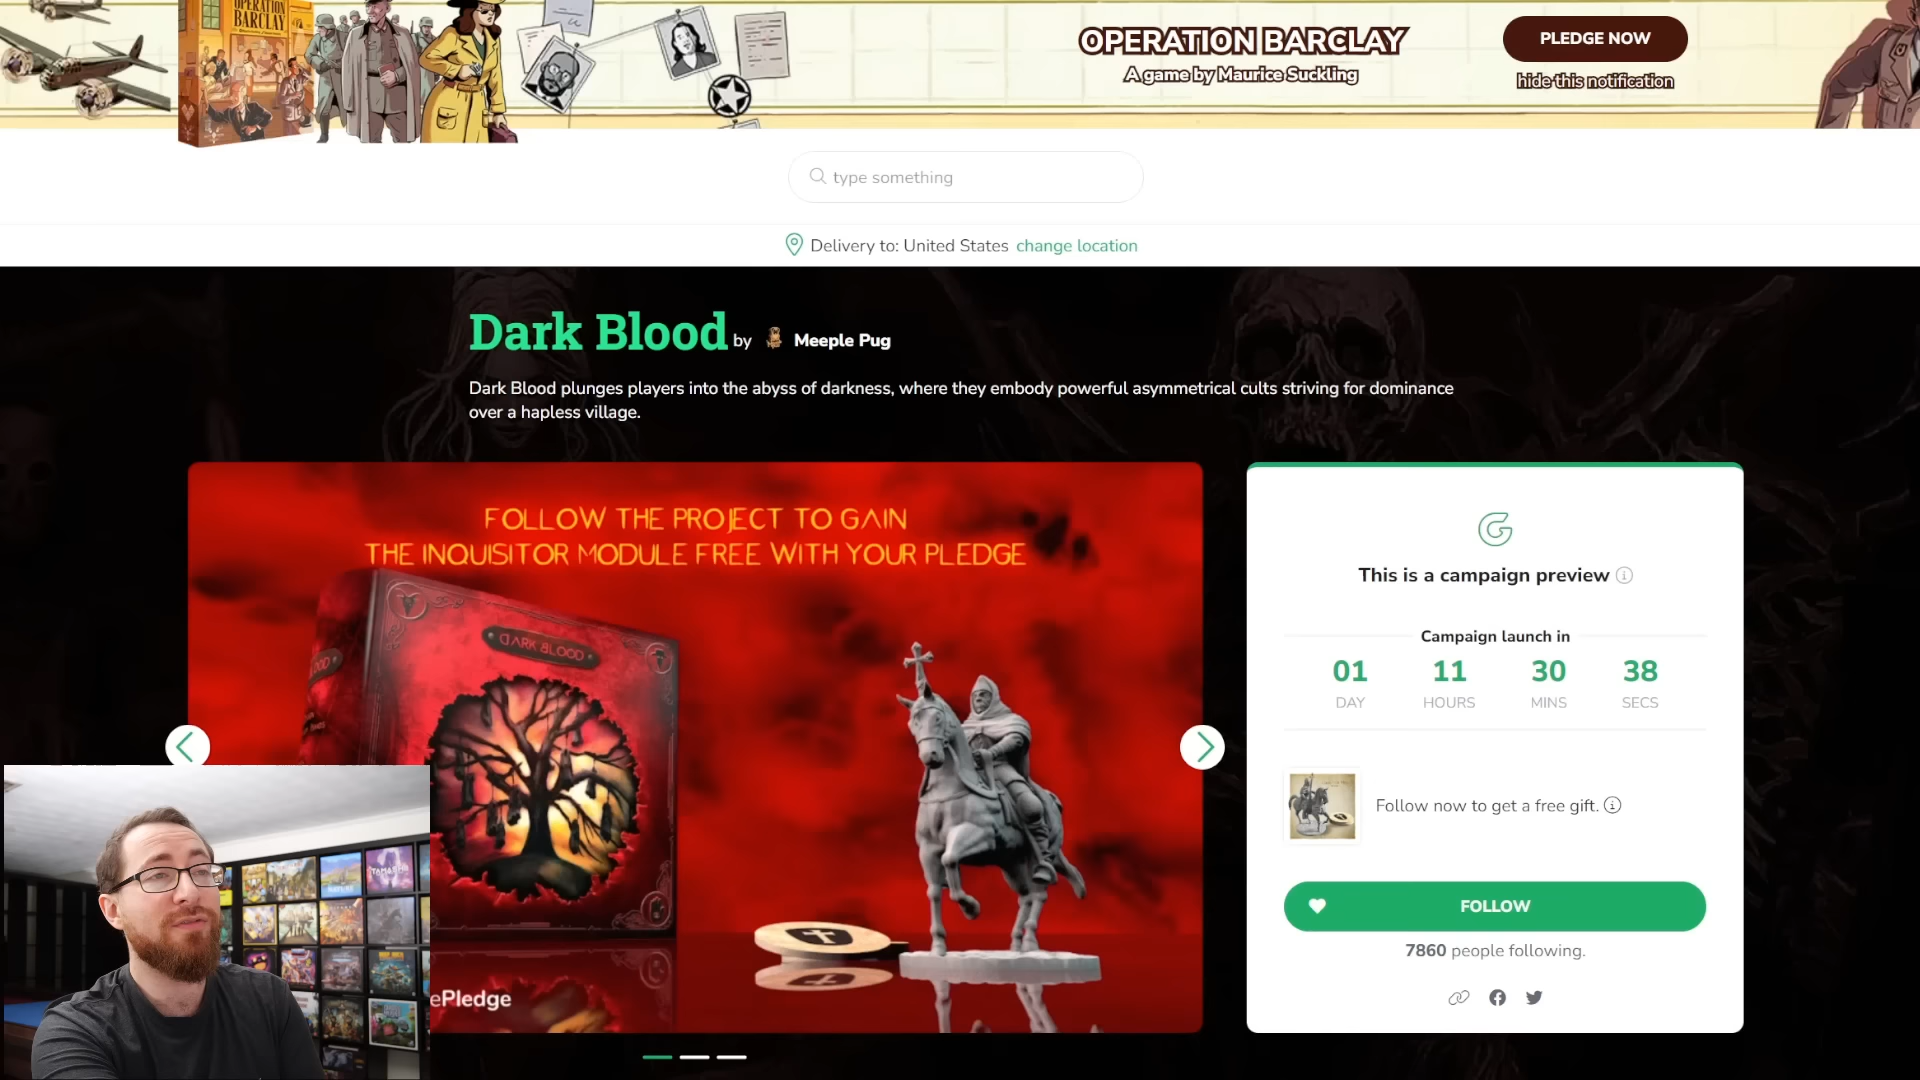 OPERATION
BARCLAY
OPERATION BARCLAY
A game by Maurice Suckling
PLEDGE NOW
hide this notification
type something
Delivery to: United States change location
Dark Blood by Meeple Pug
Dark Blood plunges players into the abyss of darkness, where they embody powerful asymmetrical cults striving for dominance
over a hapless village.
FOLLOW THE PROJECT TO GAIN
THE INQUISITOR MODULE FREE WITH YOUR PLEDGE
DARK BLOOD
ePledge
This is a campaign preview
Campaign launch in
01 11 30 38
DAY HOURS MINS SECS
Follow now to get a free gift.
FOLLOW
7860 people following.